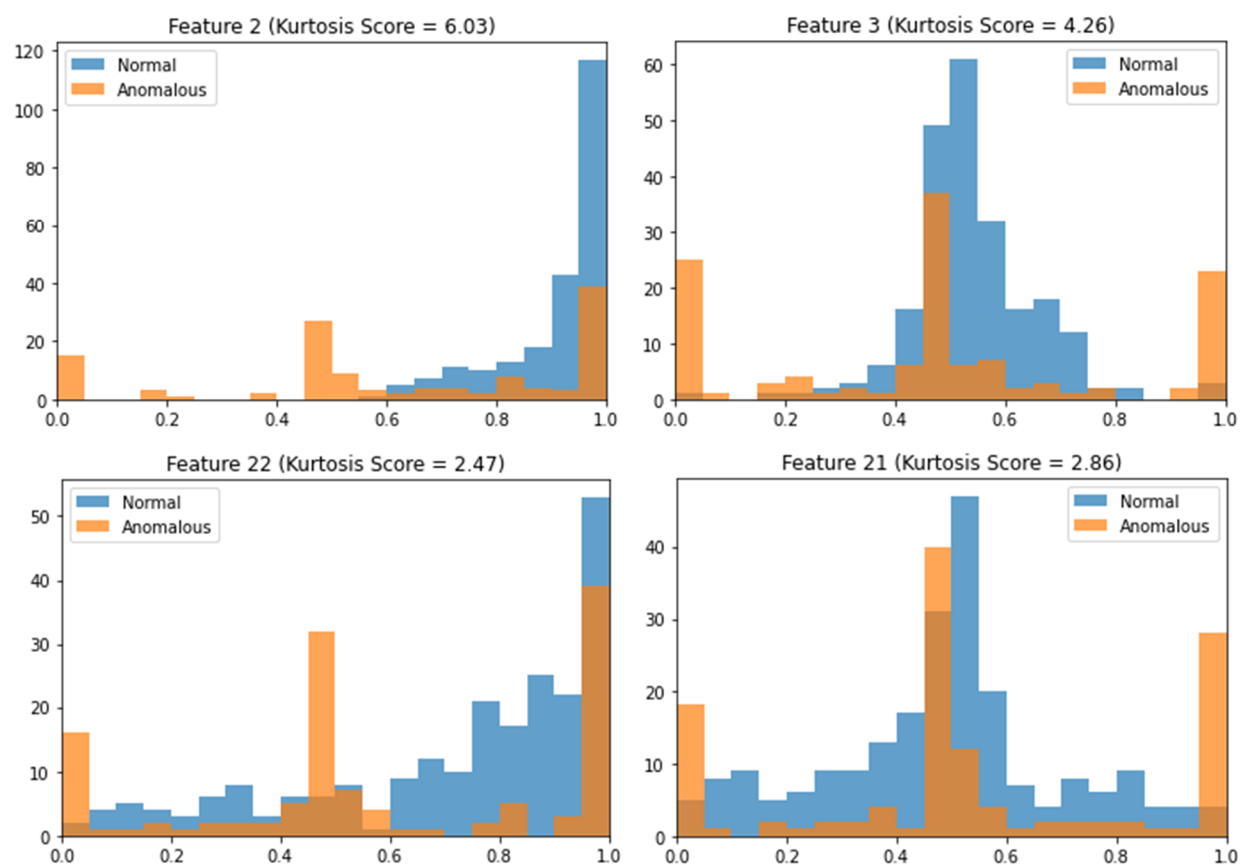 Feature 2 (Kurtosis Score = 6.03)
120
100
80
60
40
20
0
0.0 0.2 0.4 0.6 0.8 1.0
Normal
Anomalous
Feature 3 (Kurtosis Score = 4.26)
60
50
40
30
20
10
0
0.0 0.2 0.4 0.6 0.8 1.0
Normal
Anomalous
Feature 22 (Kurtosis Score = 2.47)
50
40
30
20
10
0
0.0 0.2 0.4 0.6 0.8 1.0
Normal
Anomalous
Feature 21 (Kurtosis Score = 2.86)
40
30
20
10
0
0.0 0.2 0.4 0.6 0.8 1.0
Normal
Anomalous